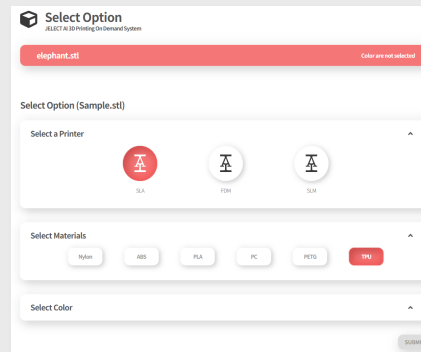 Select Option
JELECT AI 3D Printing On Demand System
elephant.stl
Color are not selected
Select Option (Sample.stl)
Select a Printer
SLA
FDM
SLM
Select Materials
Nylon
ABS
PLA
PC
PETG
TPU
Select Color
SUBMI